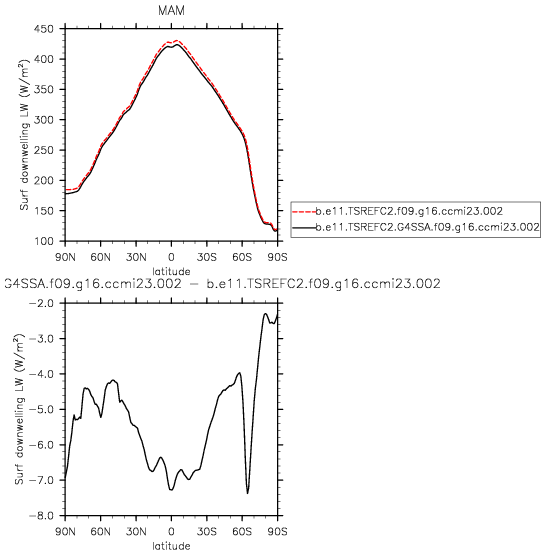 MAM
450
400
350
300
250
200
150
100
Surf downwelling LW (W/m²)
90N 60N 30N 0 30S 60S 90S
latitude
b.e11.TSREFC2.f09.g16.ccmi23.002
b.e11.TSREFC2.G4SSA.f09.g16.ccmi23.002
G4SSA.f09.g16.ccmi23.002 - b.e11.TSREFC2.f09.g16.ccmi23.002
-2.0
-3.0
-4.0
-5.0
-6.0
-7.0
-8.0
Surf downwelling LW (W/m²)
90N 60N 30N 0 30S 60S 90S
latitude